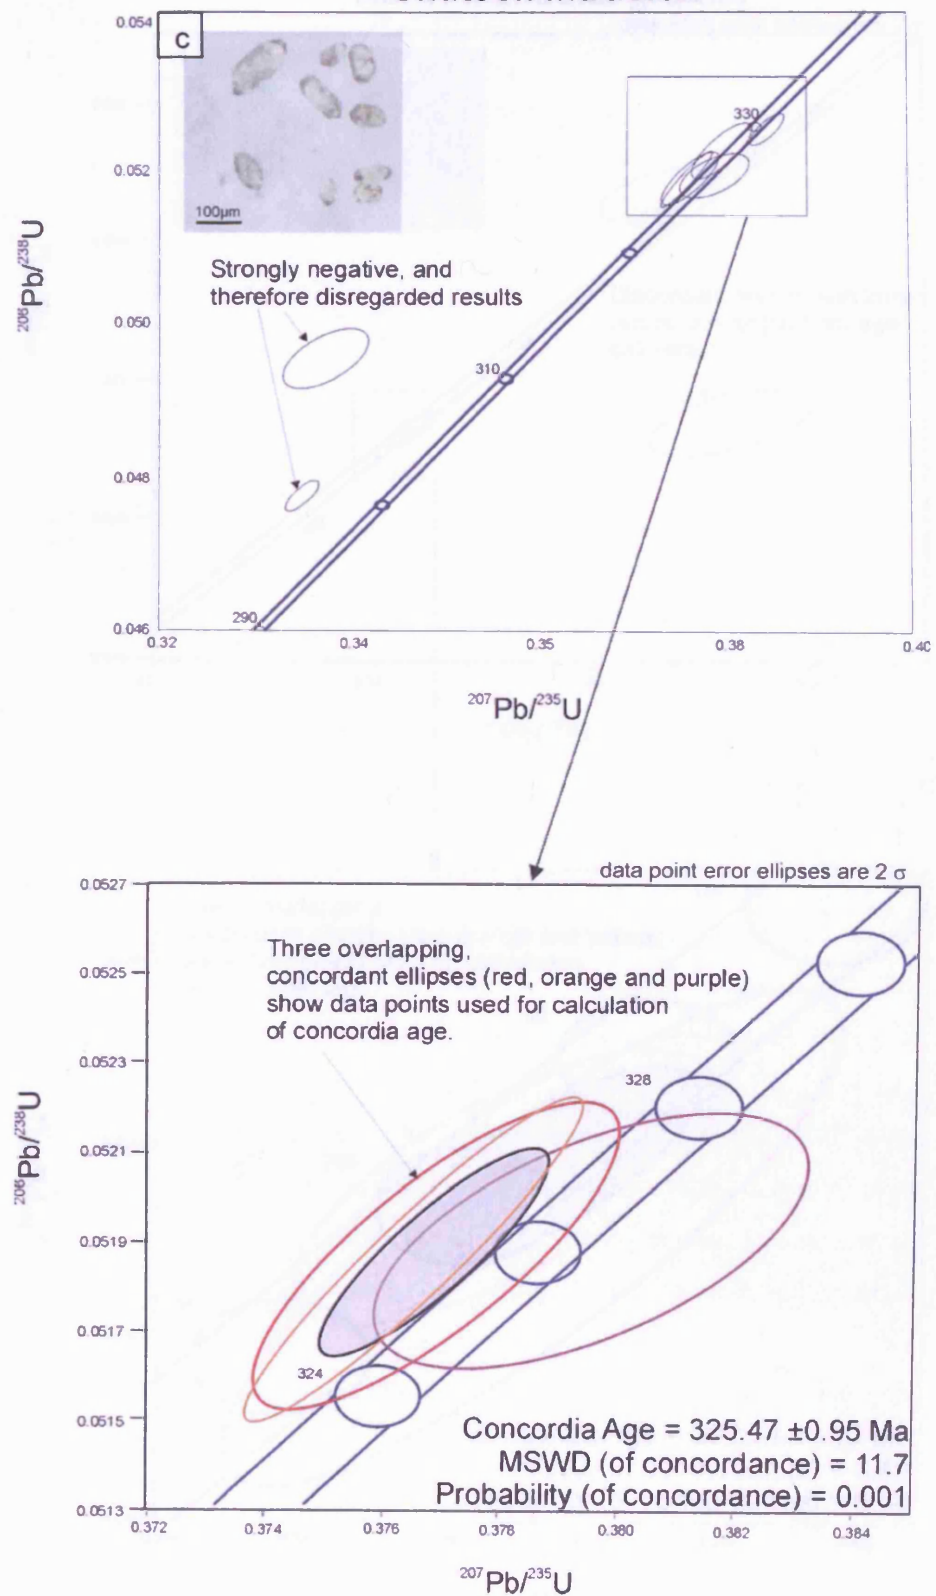 0.054
C
330
0.052
100µm
²⁰⁶Pb/²³⁸U
Strongly negative, and
therefore disregarded results
0.050
310
0.048
290
0.046
0.32
0.34
0.35
0.38
0.40
²⁰⁷Pb/²³⁵U
data point error ellipses are 2 σ
0.0527
Three overlapping,
concordant ellipses (red, orange and purple)
show data points used for calculation
of concordia age.
0.0525
0.0523
328
²⁰⁶Pb/²³⁸U
0.0521
0.0519
0.0517
324
0.0515
Concordia Age = 325.47 ±0.95 Ma
MSWD (of concordance) = 11.7
Probability (of concordance) = 0.001
0.0513
0.372
0.374
0.376
0.378
0.380
0.382
0.384
²⁰⁷Pb/²³⁵U